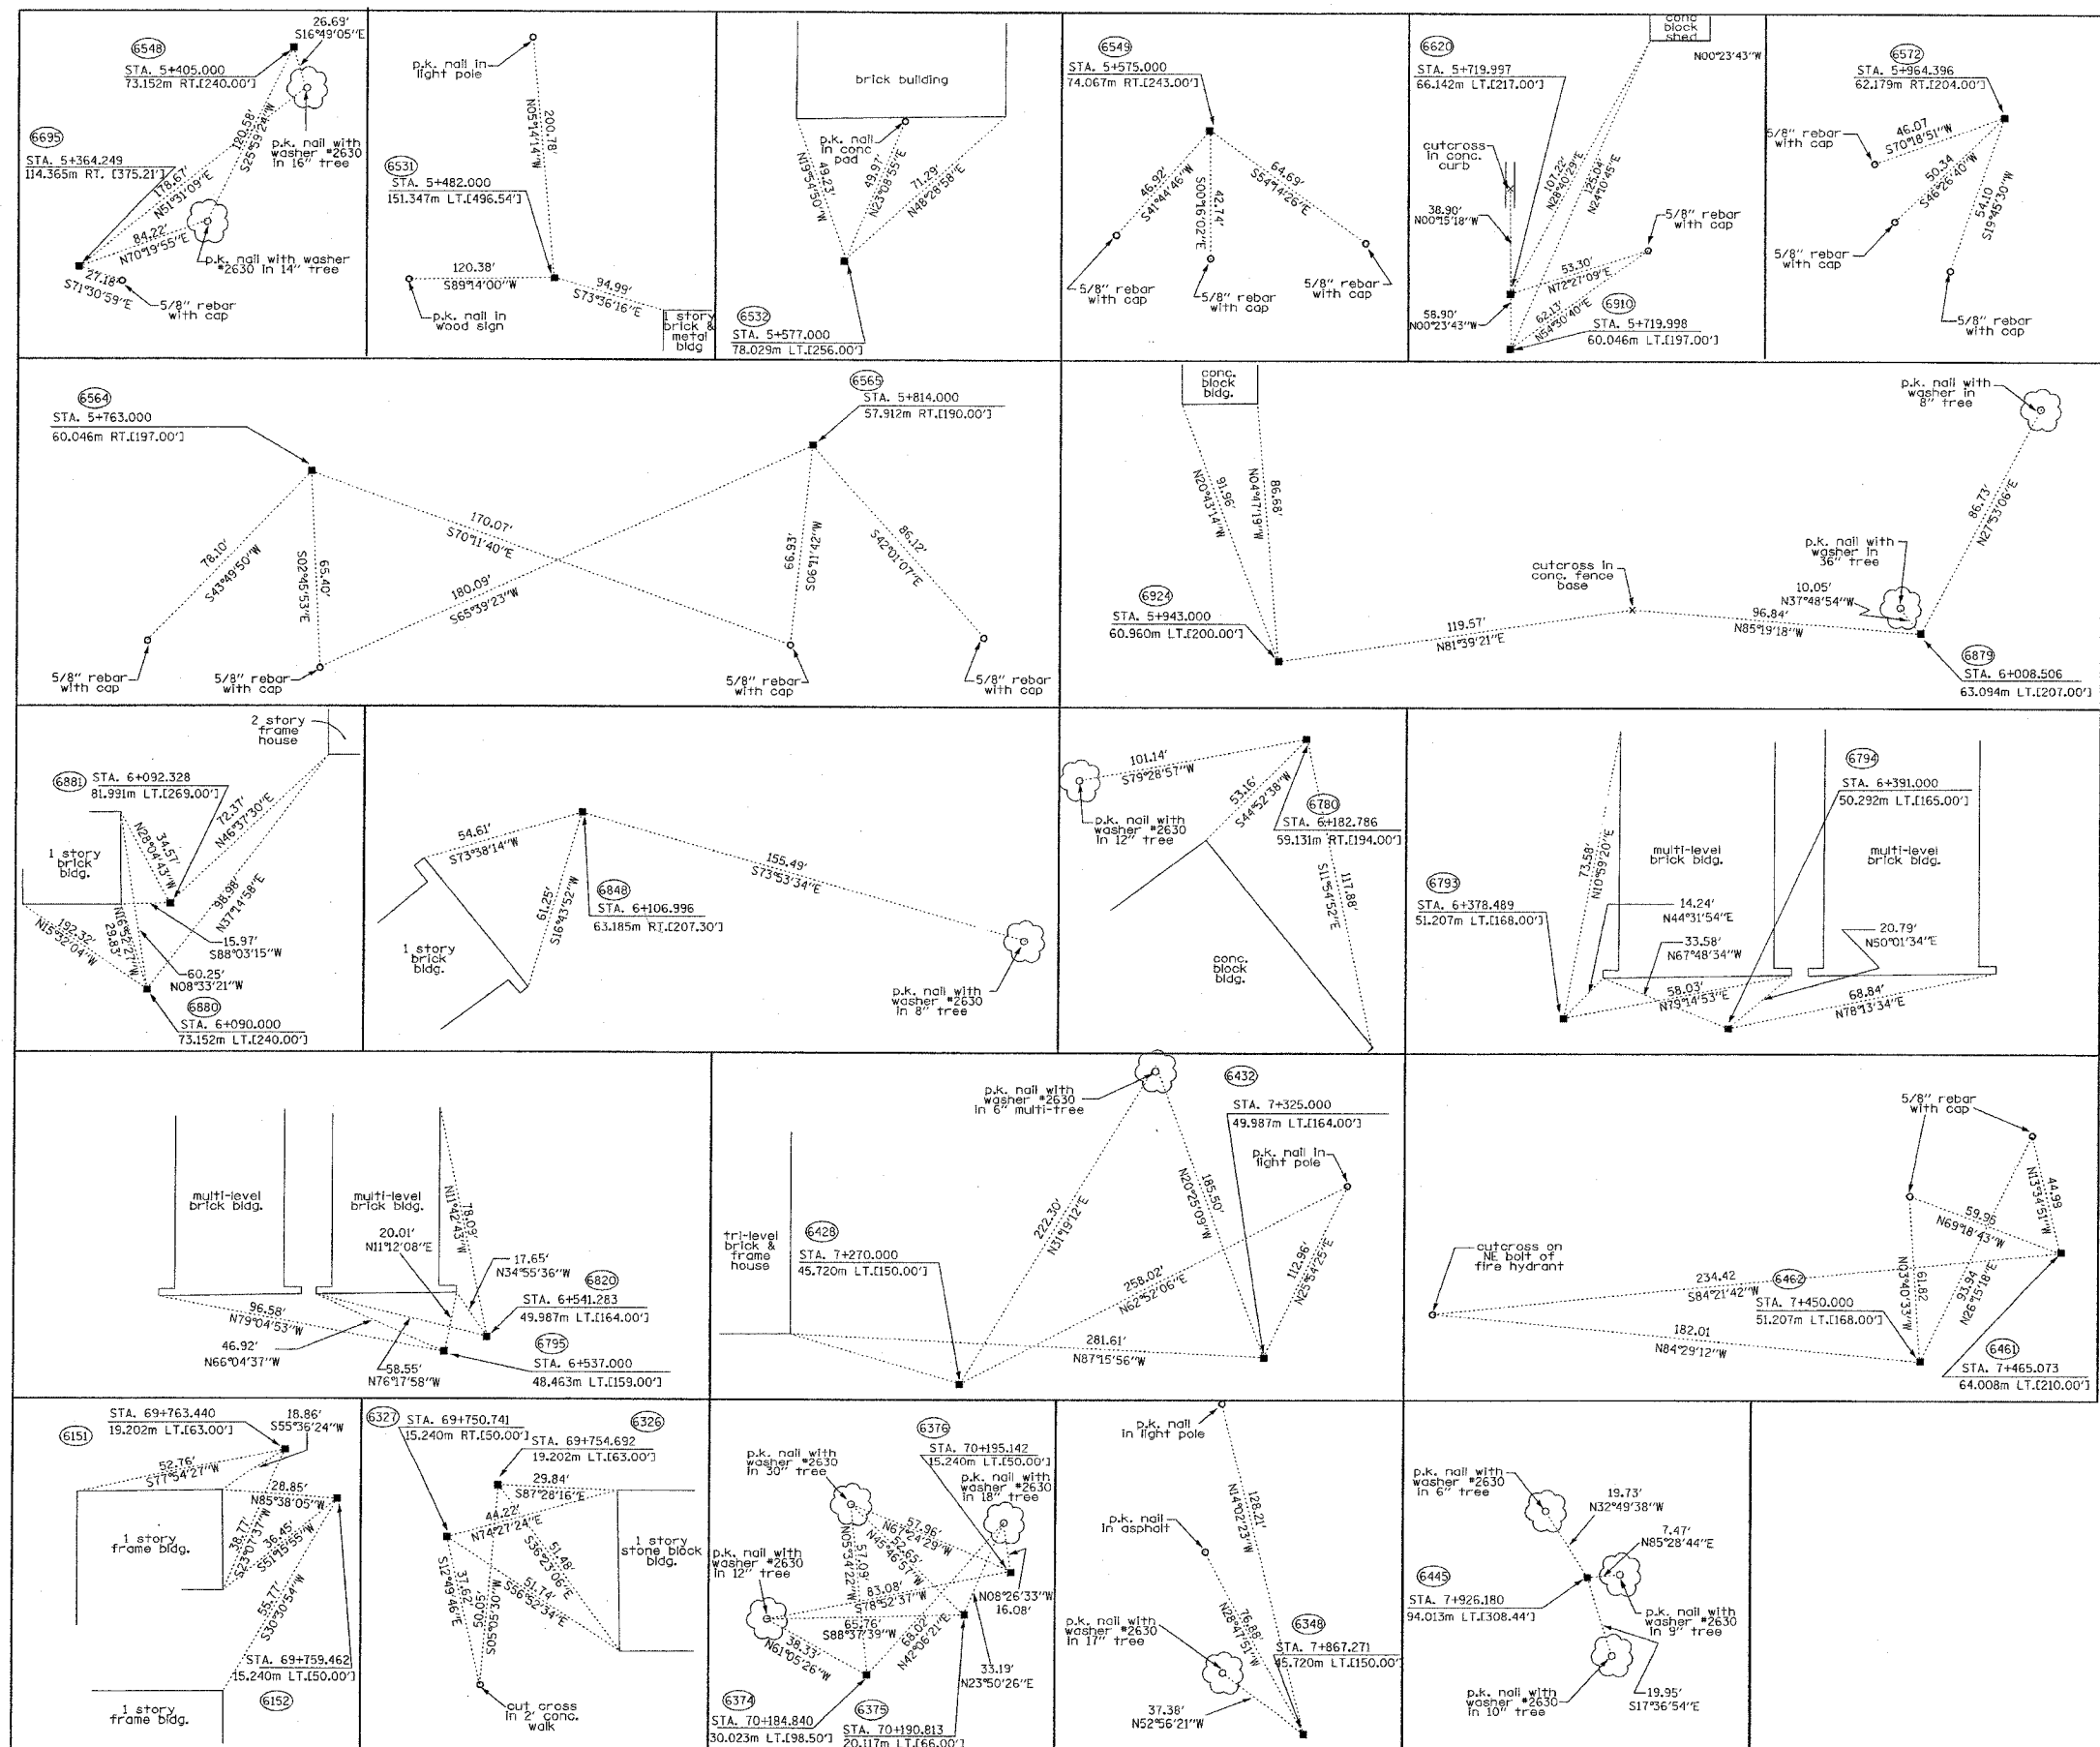 26.69'
S16°49'05"E
6548
STA. 5+405.000
73.152m RT.[240.00']
6695
STA. 5+364.249
114.365m RT. [375.21']
120.58'
S25°59'24"W
p.k. nail with
washer #2630
in 16" tree
178.67'
N51°31'09"E
84.22'
N70°19'55"E
p.k. nail with washer
#2630 in 14" tree
27.18'
S71°30'59"E
5/8" rebar
with cap
p.k. nail in
light pole
200.78'
N05°14'14"W
6531
STA. 5+482.000
151.347m LT.[496.54']
120.38'
S89°14'00"W
94.99'
S73°36'16"E
p.k. nail in
wood sign
1 story
brick &
metal
bldg
brick building
p.k. nail
in conc
pad
N19°54'50"W
49.23'
49.97'
N23°08'55"E
71.29'
N48°28'58"E
6532
STA. 5+577.000
78.029m LT.[256.00']
6549
STA. 5+575.000
74.067m RT.[243.00']
46.92'
S41°44'46"W
42.74'
S00°16'02"E
64.69'
S54°14'26"E
5/8" rebar
with cap
5/8" rebar
with cap
5/8" rebar
with cap
conc
block
shed
N00°23'43"W
6620
STA. 5+719.997
66.142m LT.[217.00']
cutcross
in conc.
curb
107.22'
N28°40'29"E
125.04'
N24°10'45"E
38.90'
N00°15'18"W
5/8" rebar
with cap
53.30'
N72°27'09"E
58.90'
N00°23'43"W
62.13'
N54°30'40"E
6910
STA. 5+719.998
60.046m LT.[197.00']
6572
STA. 5+964.396
62.179m RT.[204.00']
5/8" rebar
with cap
46.07
S70°18'51"W
50.34
S46°26'40"W
54.10
S19°45'30"W
5/8" rebar
with cap
5/8" rebar
with cap
6564
STA. 5+763.000
60.046m RT.[197.00']
6565
STA. 5+814.000
57.912m RT.[190.00']
78.10'
S43°49'50"W
65.40'
S02°45'53"E
170.07'
S70°11'40"E
180.09'
S65°39'23"W
66.93'
S06°11'42"W
86.12'
S42°01'07"E
5/8" rebar
with cap
5/8" rebar
with cap
5/8" rebar
with cap
5/8" rebar
with cap
conc.
block
bldg.
91.96'
N20°43'14"W
86.68'
N04°47'19"W
6924
STA. 5+943.000
60.960m LT.[200.00']
119.57'
N81°39'21"E
cutcross in
conc. fence
base
96.84'
N85°19'18"W
10.05'
N37°48'54"W
p.k. nail with
washer in
36" tree
p.k. nail with
washer in
8" tree
86.73'
N27°53'06"E
6879
STA. 6+008.506
63.094m LT.[207.00']
2 story
frame
house
6881
STA. 6+092.328
81.991m LT.[269.00']
1 story
brick
bldg.
34.57'
N28°04'43"W
72.37'
N46°37'30"E
98.98'
N37°14'58"E
15.97'
S88°03'15"W
192.32'
N15°32'04"W
N16°52'27"W
29.83'
60.25'
N08°33'21"W
6880
STA. 6+090.000
73.152m LT.[240.00']
54.61'
S73°38'14"W
61.25'
S16°43'52"W
155.49'
S73°53'34"E
6848
STA. 6+106.996
63.185m RT.[207.30']
1 story
brick
bldg.
p.k. nail with
washer #2630
in 8" tree
101.14'
S79°28'57"W
p.k. nail with
washer #2630
in 12" tree
53.16'
S44°52'38"W
6780
STA. 6+182.786
59.131m RT.[194.00']
117.88'
S11°54'52"E
conc.
block
bldg.
73.58'
N10°59'20"E
multi-level
brick bldg.
multi-level
brick bldg.
6794
STA. 6+391.000
50.292m LT.[165.00']
6793
STA. 6+378.489
51.207m LT.[168.00']
14.24'
N44°31'54"E
33.58'
N67°48'34"W
20.79'
N50°01'34"E
58.03'
N79°14'53"E
68.84'
N78°13'34"E
multi-level
brick bldg.
multi-level
brick bldg.
78.09'
N11°42'43"W
20.01'
N11°12'08"E
17.65'
N34°55'36"W
6820
STA. 6+541.283
49.987m LT.[164.00']
96.58'
N79°04'53"W
46.92'
N66°04'37"W
58.55'
N76°17'58"W
6795
STA. 6+537.000
48.463m LT.[159.00']
p.k. nail with
washer #2630
in 6" multi-tree
6432
STA. 7+325.000
49.987m LT.[164.00']
p.k. nail in
light pole
tri-level
brick &
frame
house
6428
STA. 7+270.000
45.720m LT.[150.00']
222.30'
N31°19'12"E
185.50'
N20°25'09"W
258.02'
N62°52'06"E
112.96'
N25°54'25"E
281.61'
N87°15'56"W
5/8" rebar
with cap
44.99
N13°34'51"W
59.95
N69°18'43"W
cutcross on
NE bolt of
fire hydrant
234.42
S84°21'42"W
6462
STA. 7+450.000
51.207m LT.[168.00']
61.82
N03°40'33"W
93.94
N26°15'18"E
182.01
N84°29'12"W
6461
STA. 7+465.073
64.008m LT.[210.00']
6151
STA. 69+763.440
19.202m LT.[63.00']
18.86'
S55°36'24"W
52.76'
S77°54'27"W
28.85'
N85°38'05"W
1 story
frame bldg.
38.77'
S23°07'37"W
36.45'
S51°15'55"W
55.77'
S30°30'54"W
STA. 69+759.462
15.240m LT.[50.00']
6152
1 story
frame bldg.
6327
STA. 69+750.741
15.240m RT.[50.00']
6326
STA. 69+754.692
19.202m LT.[63.00']
29.84'
S87°28'16"E
44.22'
N74°27'24"E
S12°49'46"E
37.62'
50.05'
S05°05'30"W
51.48'
S36°25'06"E
51.74'
S56°52'34"E
1 story
stone block
bldg.
cut cross
in 2' conc.
walk
6376
STA. 70+195.142
15.240m LT.[50.00']
p.k. nail with
washer #2630
in 30" tree
p.k. nail with
washer #2630
in 18" tree
57.96'
N67°24'29"W
52.65'
N45°46'57"W
57.09'
N05°34'22"W
p.k. nail with
washer #2630
in 12" tree
83.08'
S78°52'37"W
N08°26'33"W
16.08'
65.76'
S88°37'39"W
38.33'
N61°05'26"W
68.02'
N42°06'21"E
33.19'
N23°50'26"E
6374
STA. 70+184.840
30.023m LT.[98.50']
6375
STA. 70+190.813
20.117m LT.[66.00']
p.k. nail
in light pole
128.21'
N14°02'23"W
p.k. nail
in asphalt
76.88'
N28°47'51"W
p.k. nail with
washer #2630
in 17" tree
6348
STA. 7+867.271
45.720m LT.[150.00']
37.38'
N52°56'21"W
p.k. nail with
washer #2630
in 6" tree
19.73'
N32°49'38"W
7.47'
N85°28'44"E
6445
STA. 7+926.180
94.013m LT.[308.44']
p.k. nail with
washer #2630
in 9" tree
p.k. nail with
washer #2630
in 10" tree
19.95'
S17°36'54"E